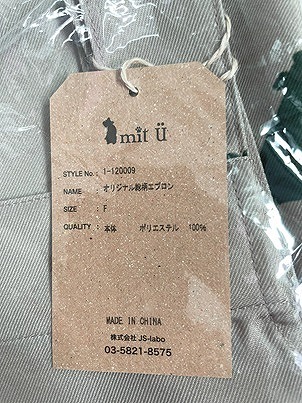 mit Ü
STYLE No. : 1-120009
NAME : オリジナル総柄エプロン
SIZE : F
QUALITY : 本体 ポリエステル 100%
MADE IN CHINA
株式会社 JS-labo
03-5821-8575